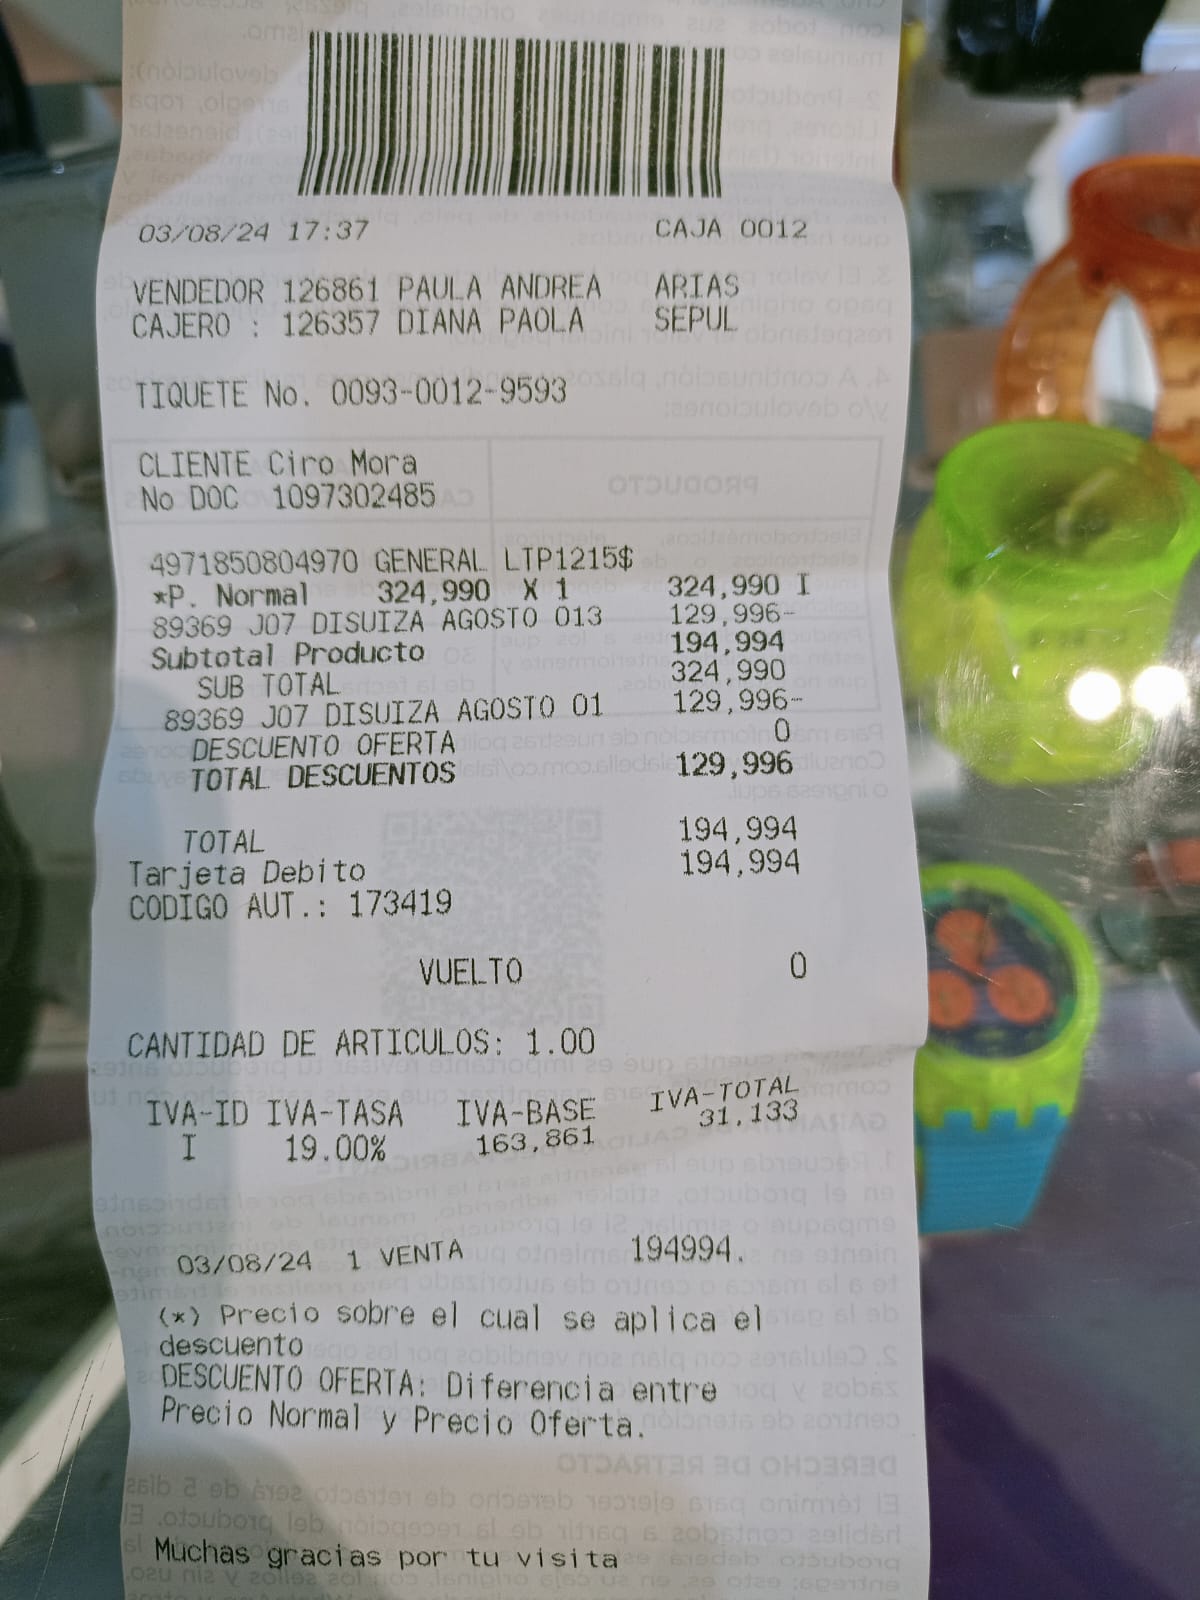 03/08/24 17:37 CAJA 0012
VENDEDOR 126861 PAULA ANDREA ARIAS
CAJERO : 126357 DIANA PAOLA SEPUL
TIQUETE No. 0093-0012-9593
CLIENTE Ciro Mora
No DOC 1097302485
4971850804970 GENERAL LTP1215$
*P. Normal 324,990 X 1 324,990 I
89369 J07 DISUIZA AGOSTO 013 129,996-
Subtotal Producto 194,994
SUB TOTAL 324,990
89369 J07 DISUIZA AGOSTO 01 129,996-
DESCUENTO OFERTA 0
TOTAL DESCUENTOS 129,996
TOTAL 194,994
Tarjeta Debito 194,994
CODIGO AUT.: 173419
VUELTO 0
CANTIDAD DE ARTICULOS: 1.00
IVA-ID IVA-TASA IVA-BASE IVA-TOTAL
I 19.00% 163,861 31,133
03/08/24 1 VENTA 194994.
(*) Precio sobre el cual se aplica el
descuento
DESCUENTO OFERTA: Diferencia entre
Precio Normal y Precio Oferta.
Muchas gracias por tu visita